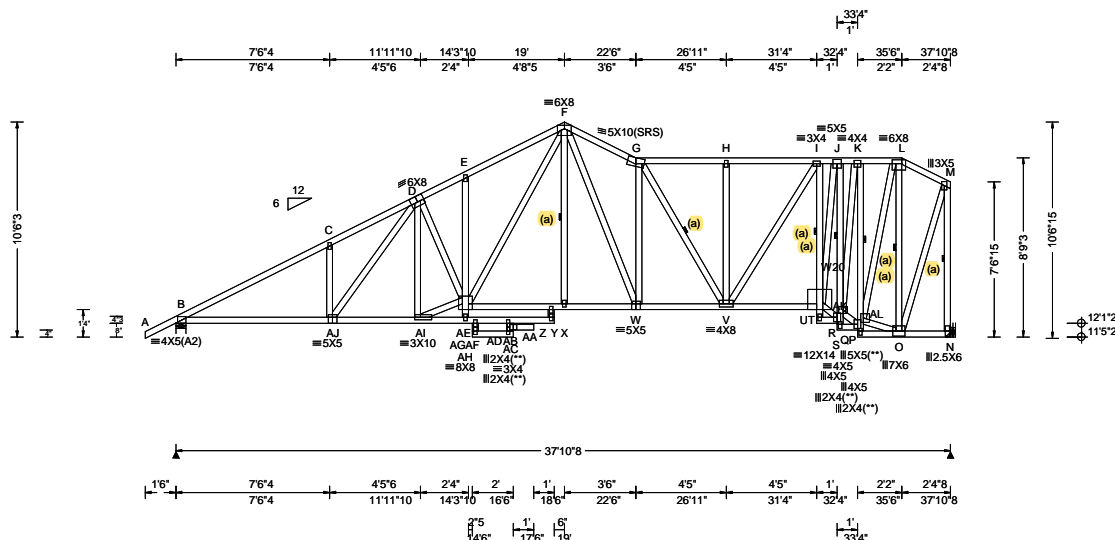 33'4"
1'
7'6"4 11'11"10 14'3"10 19' 22'6" 26'11" 31'4" 32'4" 35'6" 37'10"8
7'6"4 4'5"6 2'4" 4'8"5 3'6" 4'5" 4'5" 1' 2'2" 2'4"8
≡6X8
F
5X10(SRS)
≡5X5
≡3X4 ≡4X4 ≡6X8
G H I J K L
|||3X5
M
E
≡6X8
D
12
6
(a) (a) (a) (a)
(a) (a) (a)
C
10'6"3
7'6"15
8'9"3
10'6"15
W20
B
A
1'4"
4"3
4"
≡4X5(A2)
AJ AI AE AF Z Y X W V UT R AL O N
≡5X5 ≡3X10 AG AD AB AA ≡5X5 ≡4X8 S QP
AH AC
≡8X8 |||2X4(**) ≡12X14 |||5X5(**) |||7X6 |||2.5X6
≡3X4 ≡4X5
|||2X4(**) |||4X5 |||4X5
|||2X4(**) |||2X4(**)
12'1"2
11'5"2
37'10"8
1'6" 7'6"4 4'5"6 2'4" 2' 1' 3'6" 4'5" 4'5" 1' 2'2" 2'4"8
7'6"4 11'11"10 14'3"10 16'6" 18'6" 22'6" 26'11" 31'4" 32'4" 35'6" 37'10"8
2"5 1' 6" 1'
14'6" 17'6" 19' 33'4"